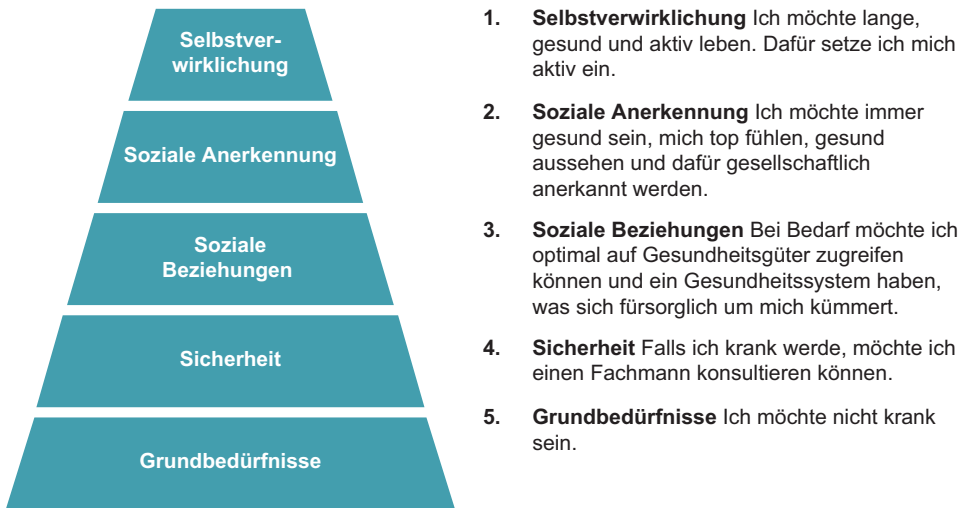 Selbstver-
wirklichung
Soziale Anerkennung
Soziale
Beziehungen
Sicherheit
Grundbedürfnisse
1. Selbstverwirklichung Ich möchte lange,
gesund und aktiv leben. Dafür setze ich mich
aktiv ein.
2. Soziale Anerkennung Ich möchte immer
gesund sein, mich top fühlen, gesund
aussehen und dafür gesellschaftlich
anerkannt werden.
3. Soziale Beziehungen Bei Bedarf möchte ich
optimal auf Gesundheitsgüter zugreifen
können und ein Gesundheitssystem haben,
was sich fürsorglich um mich kümmert.
4. Sicherheit Falls ich krank werde, möchte ich
einen Fachmann konsultieren können.
5. Grundbedürfnisse Ich möchte nicht krank
sein.